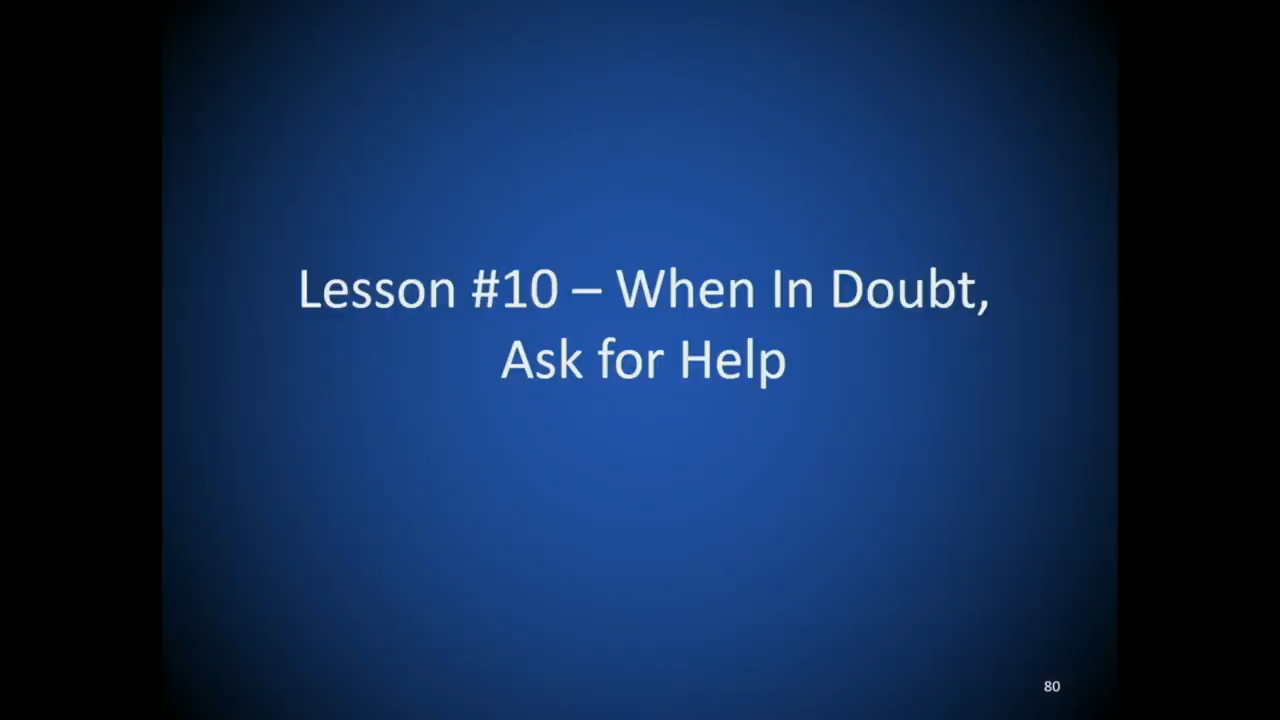 Lesson #10 – When In Doubt,
Ask for Help
80